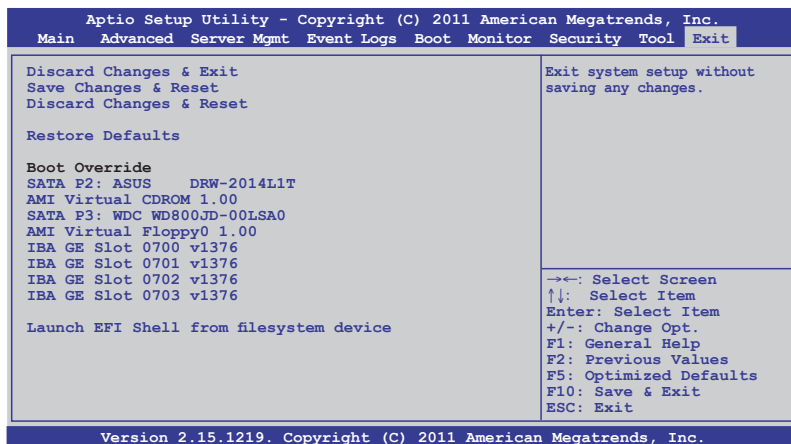 Aptio Setup Utility - Copyright (C) 2011 American Megatrends, Inc.
Main Advanced Server Mgmt Event Logs Boot Monitor Security Tool Exit
Discard Changes & Exit
Save Changes & Reset
Discard Changes & Reset
Restore Defaults
Boot Override
SATA P2: ASUS DRW-2014L1T
AMI Virtual CDROM 1.00
SATA P3: WDC WD800JD-00LSA0
AMI Virtual Floppy0 1.00
IBA GE Slot 0700 v1376
IBA GE Slot 0701 v1376
IBA GE Slot 0702 v1376
IBA GE Slot 0703 v1376
Launch EFI Shell from filesystem device
Exit system setup without
saving any changes.
→←: Select Screen
↑↓: Select Item
Enter: Select Item
+/-: Change Opt.
F1: General Help
F2: Previous Values
F5: Optimized Defaults
F10: Save & Exit
ESC: Exit
Version 2.15.1219. Copyright (C) 2011 American Megatrends, Inc.